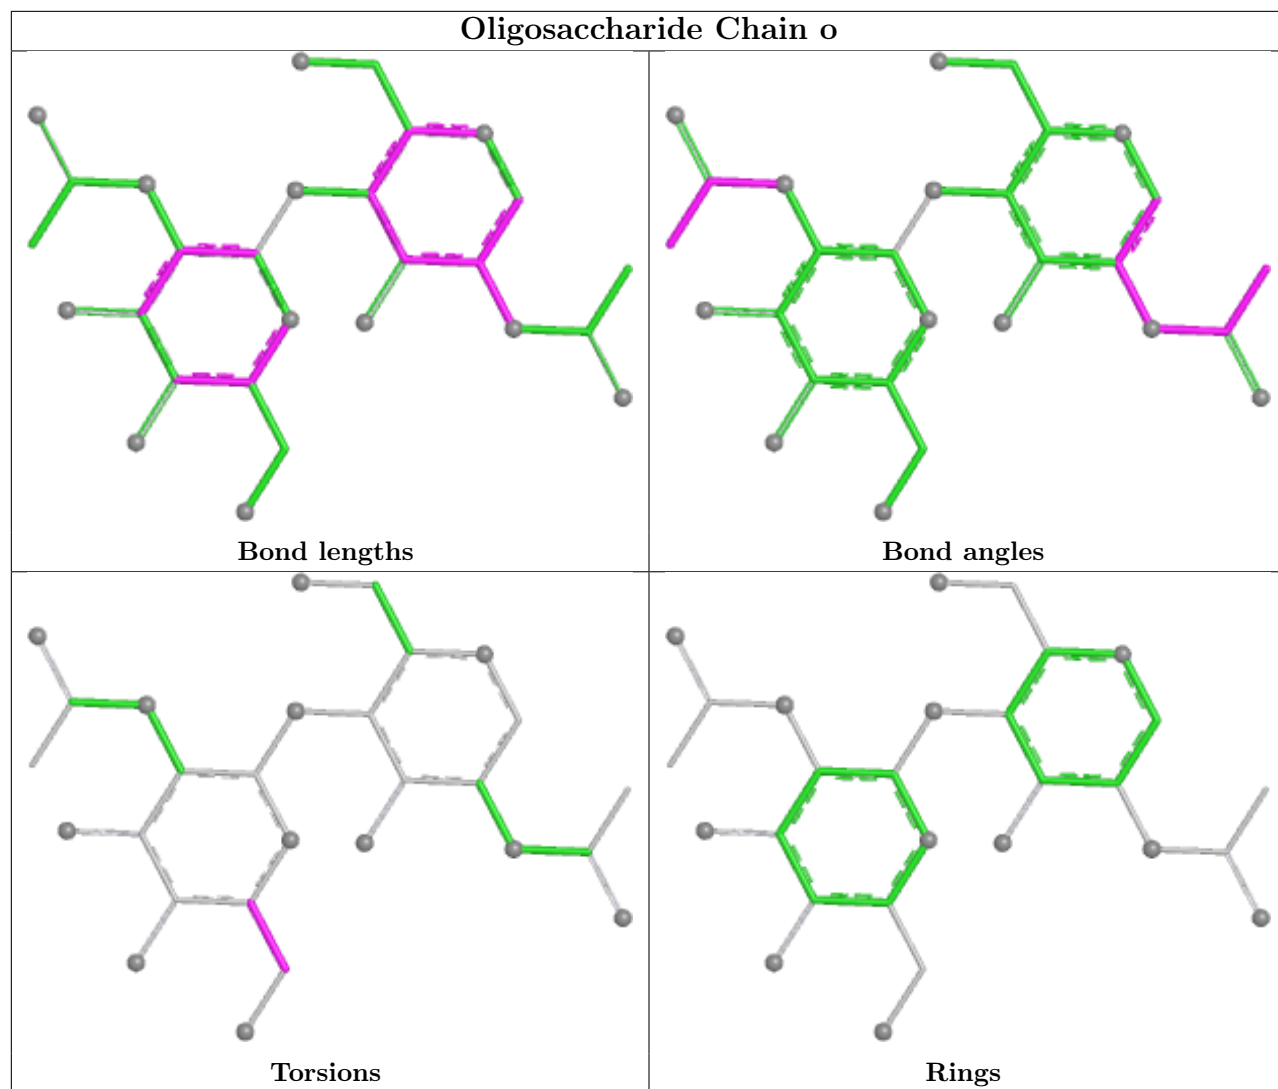 Oligosaccharide Chain o
Bond lengths
Bond angles
Torsions
Rings